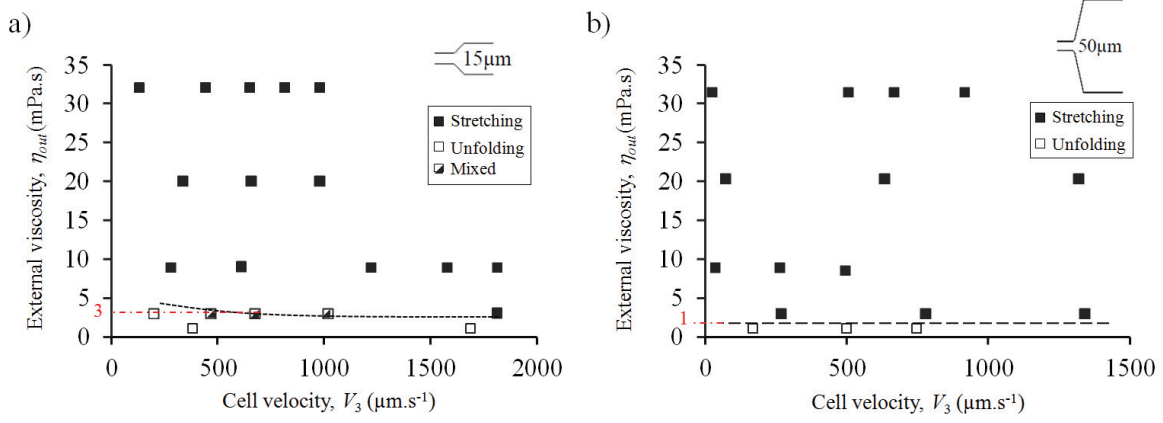 a)
15µm
External viscosity, ηout (mPa.s)
35
30
25
20
15
10
5
3
0
Stretching
Unfolding
Mixed
0 500 1000 1500 2000
Cell velocity, V3 (µm.s-1)
b)
50µm
External viscosity, ηout (mPa.s)
35
30
25
20
15
10
5
1
0
Stretching
Unfolding
0 500 1000 1500
Cell velocity, V3 (µm.s-1)